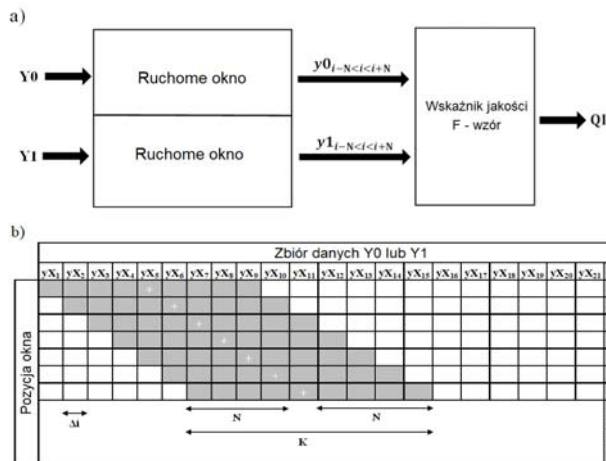 a)
Y0
Ruchome okno
y0i−N<i<i+N
Wskaźnik jakości
F - wzór
QI
Y1
Ruchome okno
y1i−N<i<i+N
b)
Zbiór danych Y0 lub Y1
yX1 yX2 yX3 yX4 yX5 yX6 yX7 yX8 yX9 yX10 yX11 yX12 yX13 yX14 yX15 yX16 yX17 yX18 yX19 yX20 yX21
Pozycja okna
+
+
+
+
+
+
+
Δi
N
N
K